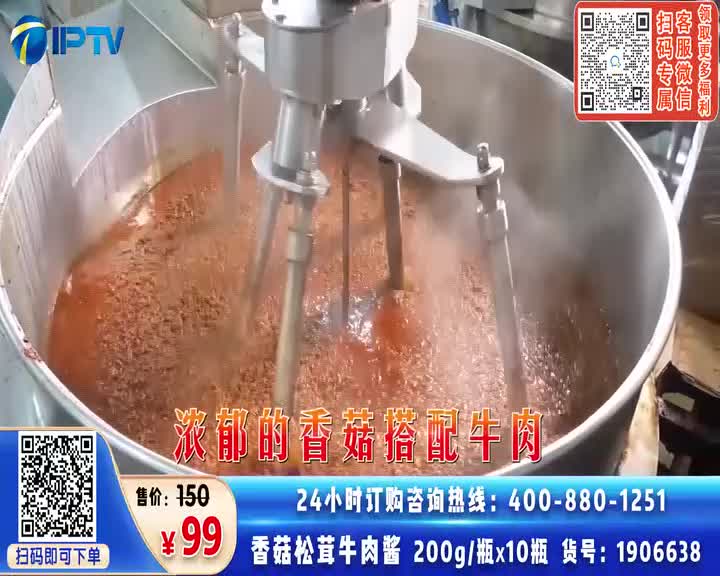 IPTV
扫码专属
客服微信
领取更多福利
浓郁的香菇搭配牛肉
售价：150
¥99
扫码即可下单
24小时订购咨询热线：400-880-1251
香菇松茸牛肉酱 200g/瓶x10瓶 货号：1906638